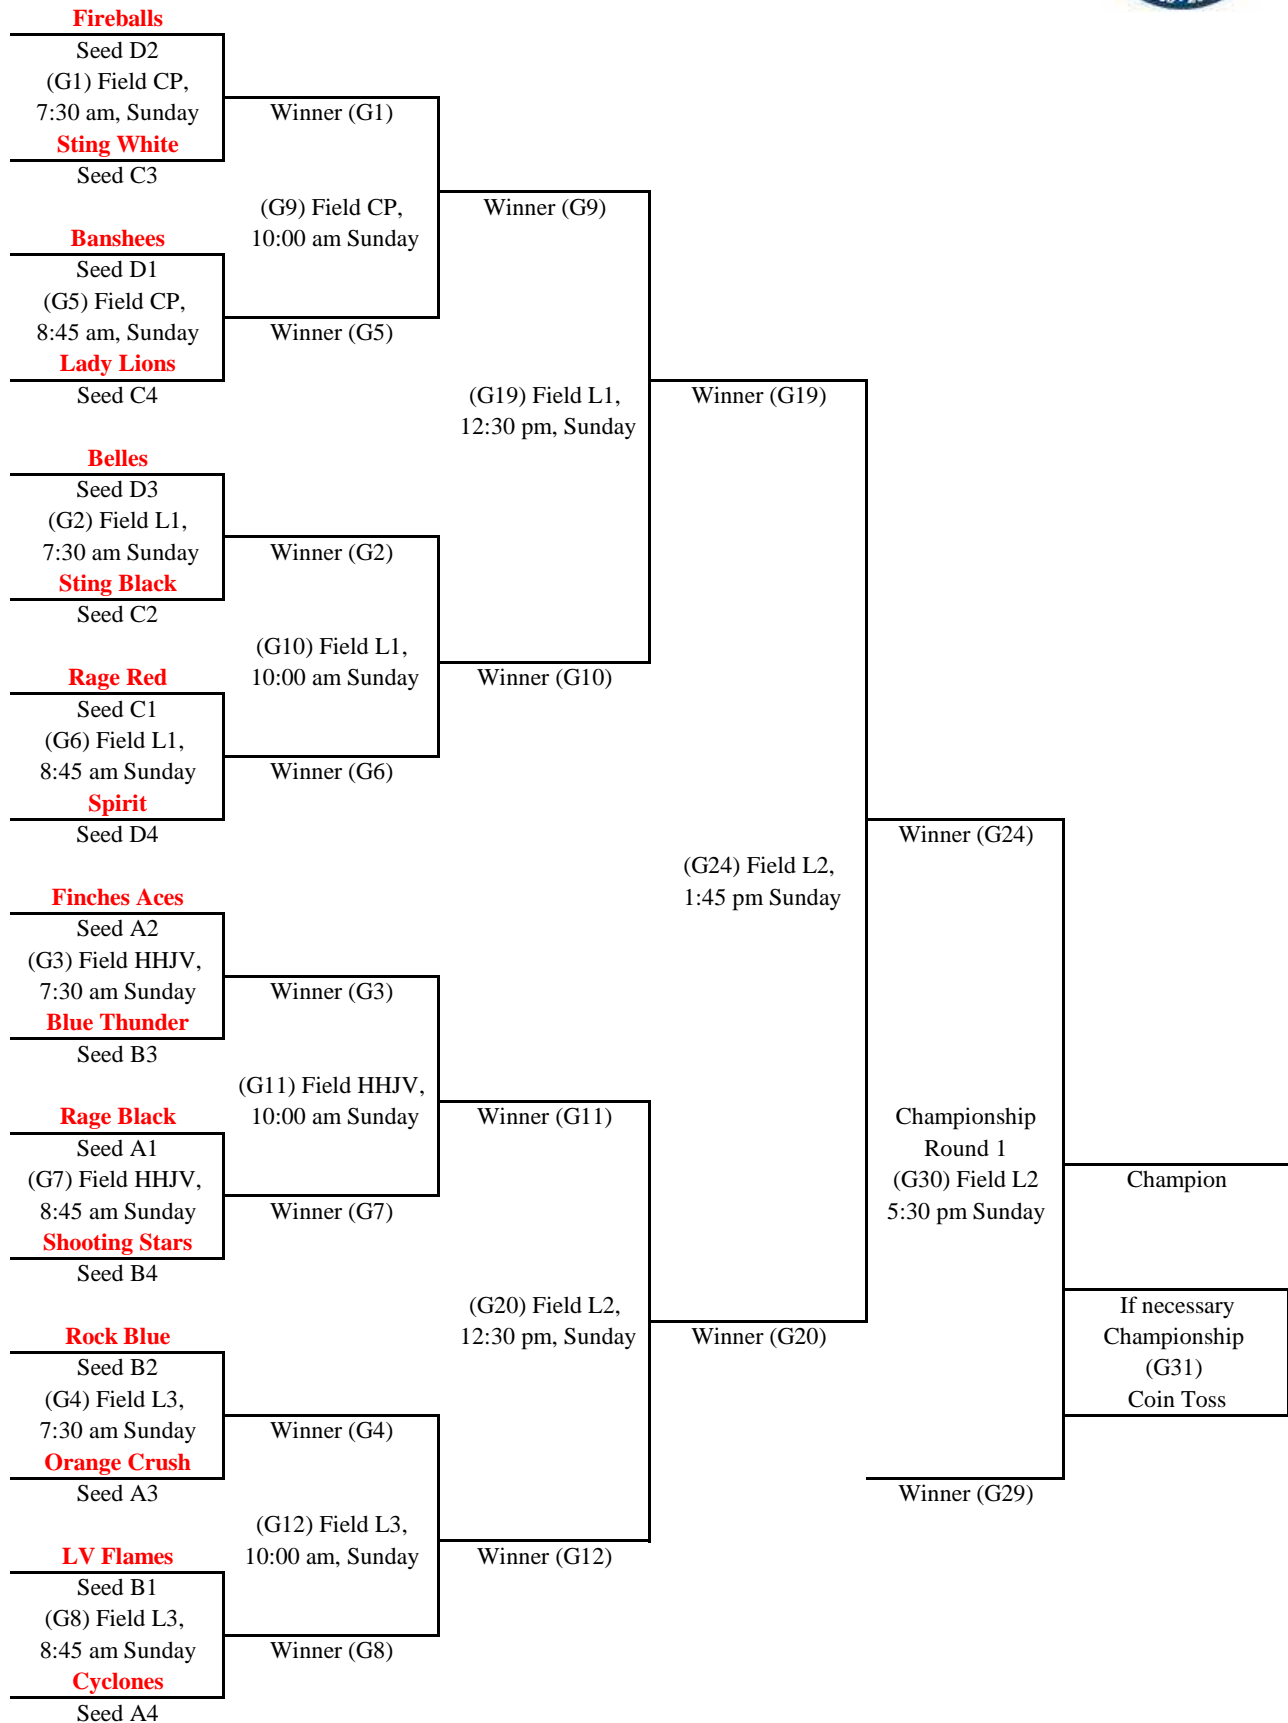 Fireballs
Seed D2
(G1) Field CP,
7:30 am, Sunday
Winner (G1)
Sting White
Seed C3
(G9) Field CP,
10:00 am Sunday
Winner (G9)
Banshees
Seed D1
(G5) Field CP,
8:45 am, Sunday
Winner (G5)
Lady Lions
Seed C4
(G19) Field L1,
12:30 pm, Sunday
Winner (G19)
Belles
Seed D3
(G2) Field L1,
7:30 am Sunday
Winner (G2)
Sting Black
Seed C2
(G10) Field L1,
10:00 am Sunday
Winner (G10)
Rage Red
Seed C1
(G6) Field L1,
8:45 am Sunday
Winner (G6)
Spirit
Seed D4
Winner (G24)
(G24) Field L2,
1:45 pm Sunday
Finches Aces
Seed A2
(G3) Field HHJV,
7:30 am Sunday
Winner (G3)
Blue Thunder
Seed B3
(G11) Field HHJV,
10:00 am Sunday
Winner (G11)
Championship
Round 1
(G30) Field L2
5:30 pm Sunday
Champion
Rage Black
Seed A1
(G7) Field HHJV,
8:45 am Sunday
Winner (G7)
Shooting Stars
Seed B4
(G20) Field L2,
12:30 pm, Sunday
Winner (G20)
If necessary
Championship
(G31)
Coin Toss
Rock Blue
Seed B2
(G4) Field L3,
7:30 am Sunday
Winner (G4)
Orange Crush
Seed A3
Winner (G29)
(G12) Field L3,
10:00 am, Sunday
Winner (G12)
LV Flames
Seed B1
(G8) Field L3,
8:45 am Sunday
Winner (G8)
Cyclones
Seed A4